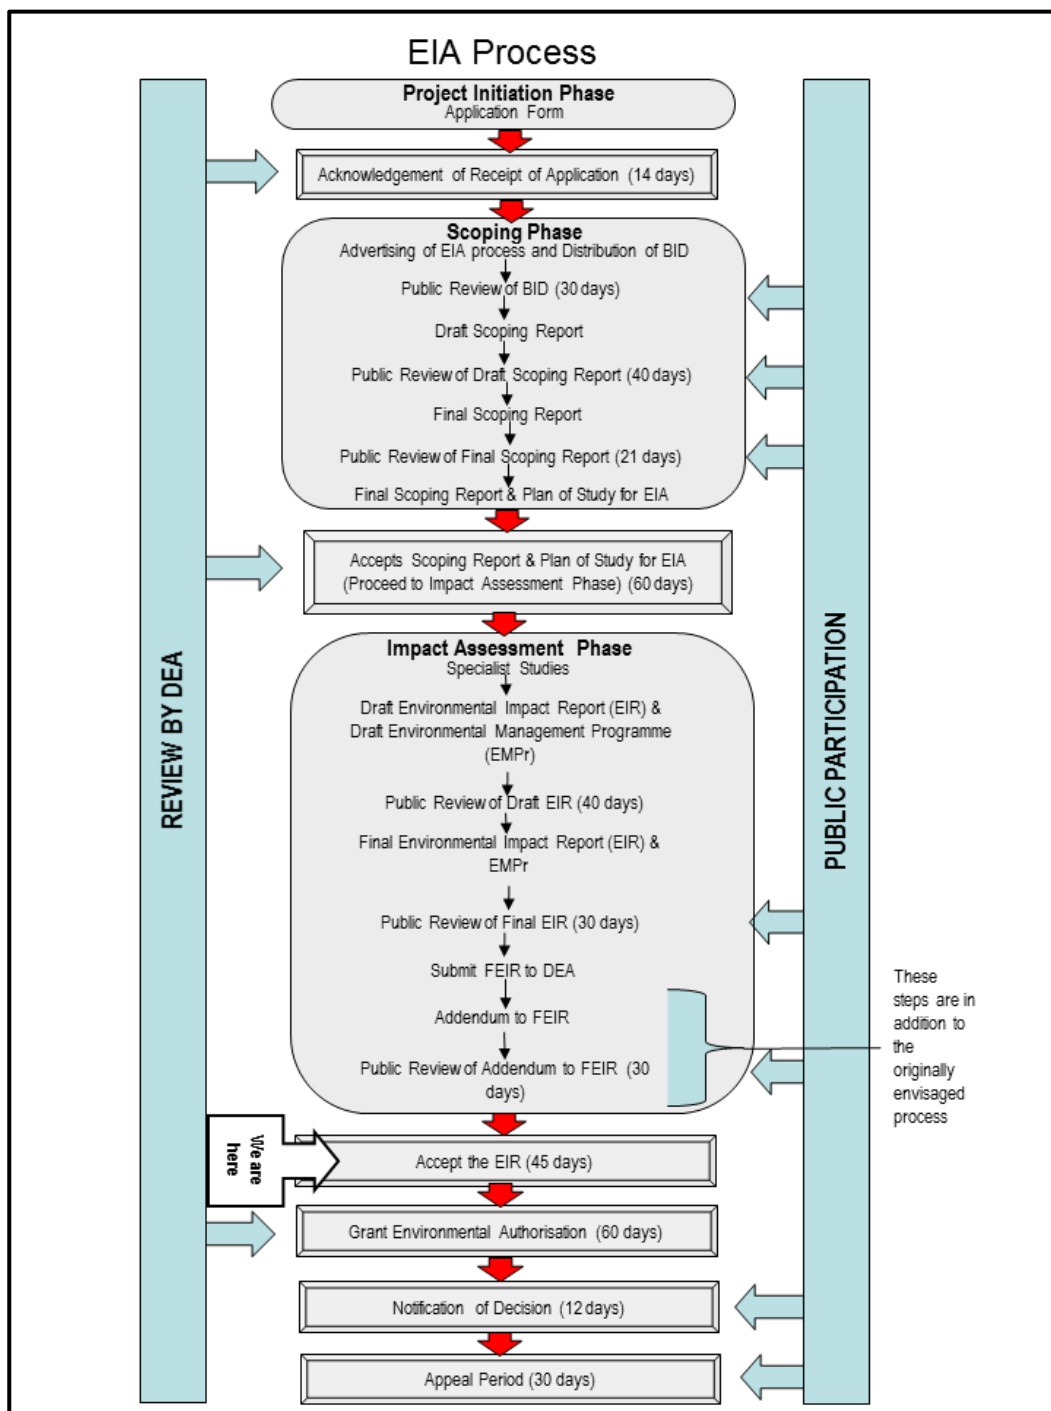 EIA Process
Project Initiation Phase
Application Form
Acknowledgement of Receipt of Application (14 days)
Scoping Phase
Advertising of EIA process and Distribution of BID
Public Review of BID (30 days)
Draft Scoping Report
Public Review of Draft Scoping Report (40 days)
Final Scoping Report
Public Review of Final Scoping Report (21 days)
Final Scoping Report & Plan of Study for EIA
Accepts Scoping Report & Plan of Study for EIA
(Proceed to Impact Assessment Phase) (60 days)
Impact Assessment Phase
Specialist Studies
Draft Environmental Impact Report (EIR) &
Draft Environmental Management Programme
(EMPr)
Public Review of Draft EIR (40 days)
Final Environmental Impact Report (EIR) &
EMPr
Public Review of Final EIR (30 days)
Submit FEIR to DEA
Addendum to FEIR
Public Review of Addendum to FEIR (30
days)
Accept the EIR (45 days)
Grant Environmental Authorisation (60 days)
Notification of Decision (12 days)
Appeal Period (30 days)
REVIEW BY DEA
We are
here
PUBLIC PARTICIPATION
These
steps are in
addition to
the
originally
envisaged
process